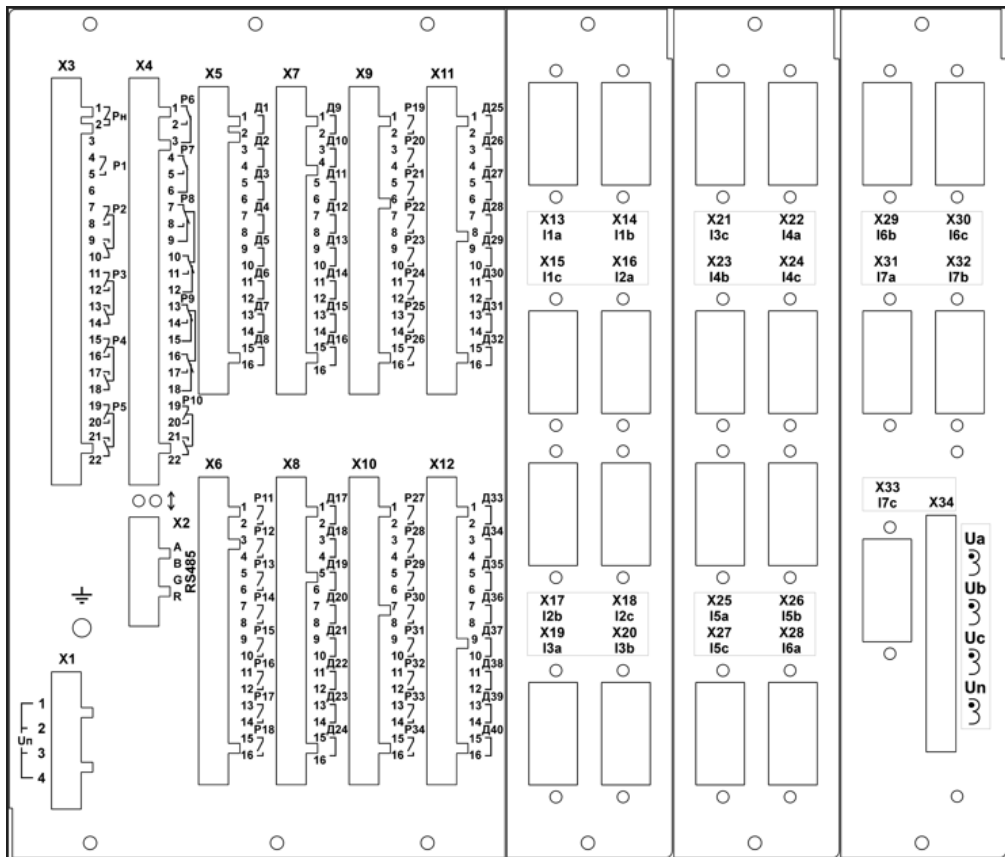 X3
1
2
Рн
3
4
5
Р1
6
7
Р2
8
9
10
11
Р3
12
13
14
15
Р4
16
17
18
19
Р5
20
21
22
X4
1
Р6
2
3
4
Р7
5
6
7
Р8
8
9
10
11
12
13
Р9
14
15
16
17
18
19
Р10
20
21
22
X5
Д1
1
2
Д2
3
4
Д3
5
6
Д4
7
8
Д5
9
10
Д6
11
12
Д7
13
14
Д8
15
16
X7
Д9
1
2
Д10
3
4
Д11
5
6
Д12
7
8
Д13
9
10
Д14
11
12
Д15
13
14
Д16
15
16
X9
Р19
1
2
Р20
3
4
Р21
5
6
Р22
7
8
Р23
9
10
Р24
11
12
Р25
13
14
Р26
15
16
X11
Д25
1
2
Д26
3
4
Д27
5
6
Д28
7
8
Д29
9
10
Д30
11
12
Д31
13
14
Д32
15
16
X2
A
B
G
R
RS485
X1
1
2
Uп
3
4
X6
Р11
1
2
Р12
3
4
Р13
5
6
Р14
7
8
Р15
9
10
Р16
11
12
Р17
13
14
Р18
15
16
X8
Д17
1
2
Д18
3
4
Д19
5
6
Д20
7
8
Д21
9
10
Д22
11
12
Д23
13
14
Д24
15
16
X10
Р27
1
2
Р28
3
4
Р29
5
6
Р30
7
8
Р31
9
10
Р32
11
12
Р33
13
14
Р34
15
16
X12
Д33
1
2
Д34
3
4
Д35
5
6
Д36
7
8
Д37
9
10
Д38
11
12
Д39
13
14
Д40
15
16
X13 X14
I1a I1b
X15 X16
I1c I2a
X17 X18
I2b I2c
X19 X20
I3a I3b
X21 X22
I3c I4a
X23 X24
I4b I4c
X25 X26
I5a I5b
X27 X28
I5c I6a
X29 X30
I6b I6c
X31 X32
I7a I7b
X33
I7c
X34
Ua
Ub
Uc
Un